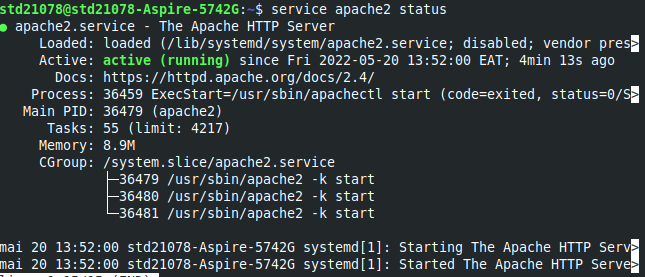 std21078@std21078-Aspire-5742G:~$ service apache2 status
● apache2.service - The Apache HTTP Server
Loaded: loaded (/lib/systemd/system/apache2.service; disabled; vendor pres>
Active: active (running) since Fri 2022-05-20 13:52:00 EAT; 4min 13s ago
Docs: https://httpd.apache.org/docs/2.4/
Process: 36459 ExecStart=/usr/sbin/apachectl start (code=exited, status=0/S>
Main PID: 36479 (apache2)
Tasks: 55 (limit: 4217)
Memory: 8.9M
CGroup: /system.slice/apache2.service
├─36479 /usr/sbin/apache2 -k start
├─36480 /usr/sbin/apache2 -k start
└─36481 /usr/sbin/apache2 -k start
mai 20 13:52:00 std21078-Aspire-5742G systemd[1]: Starting The Apache HTTP Serv>
mai 20 13:52:00 std21078-Aspire-5742G systemd[1]: Started The Apache HTTP Serve>